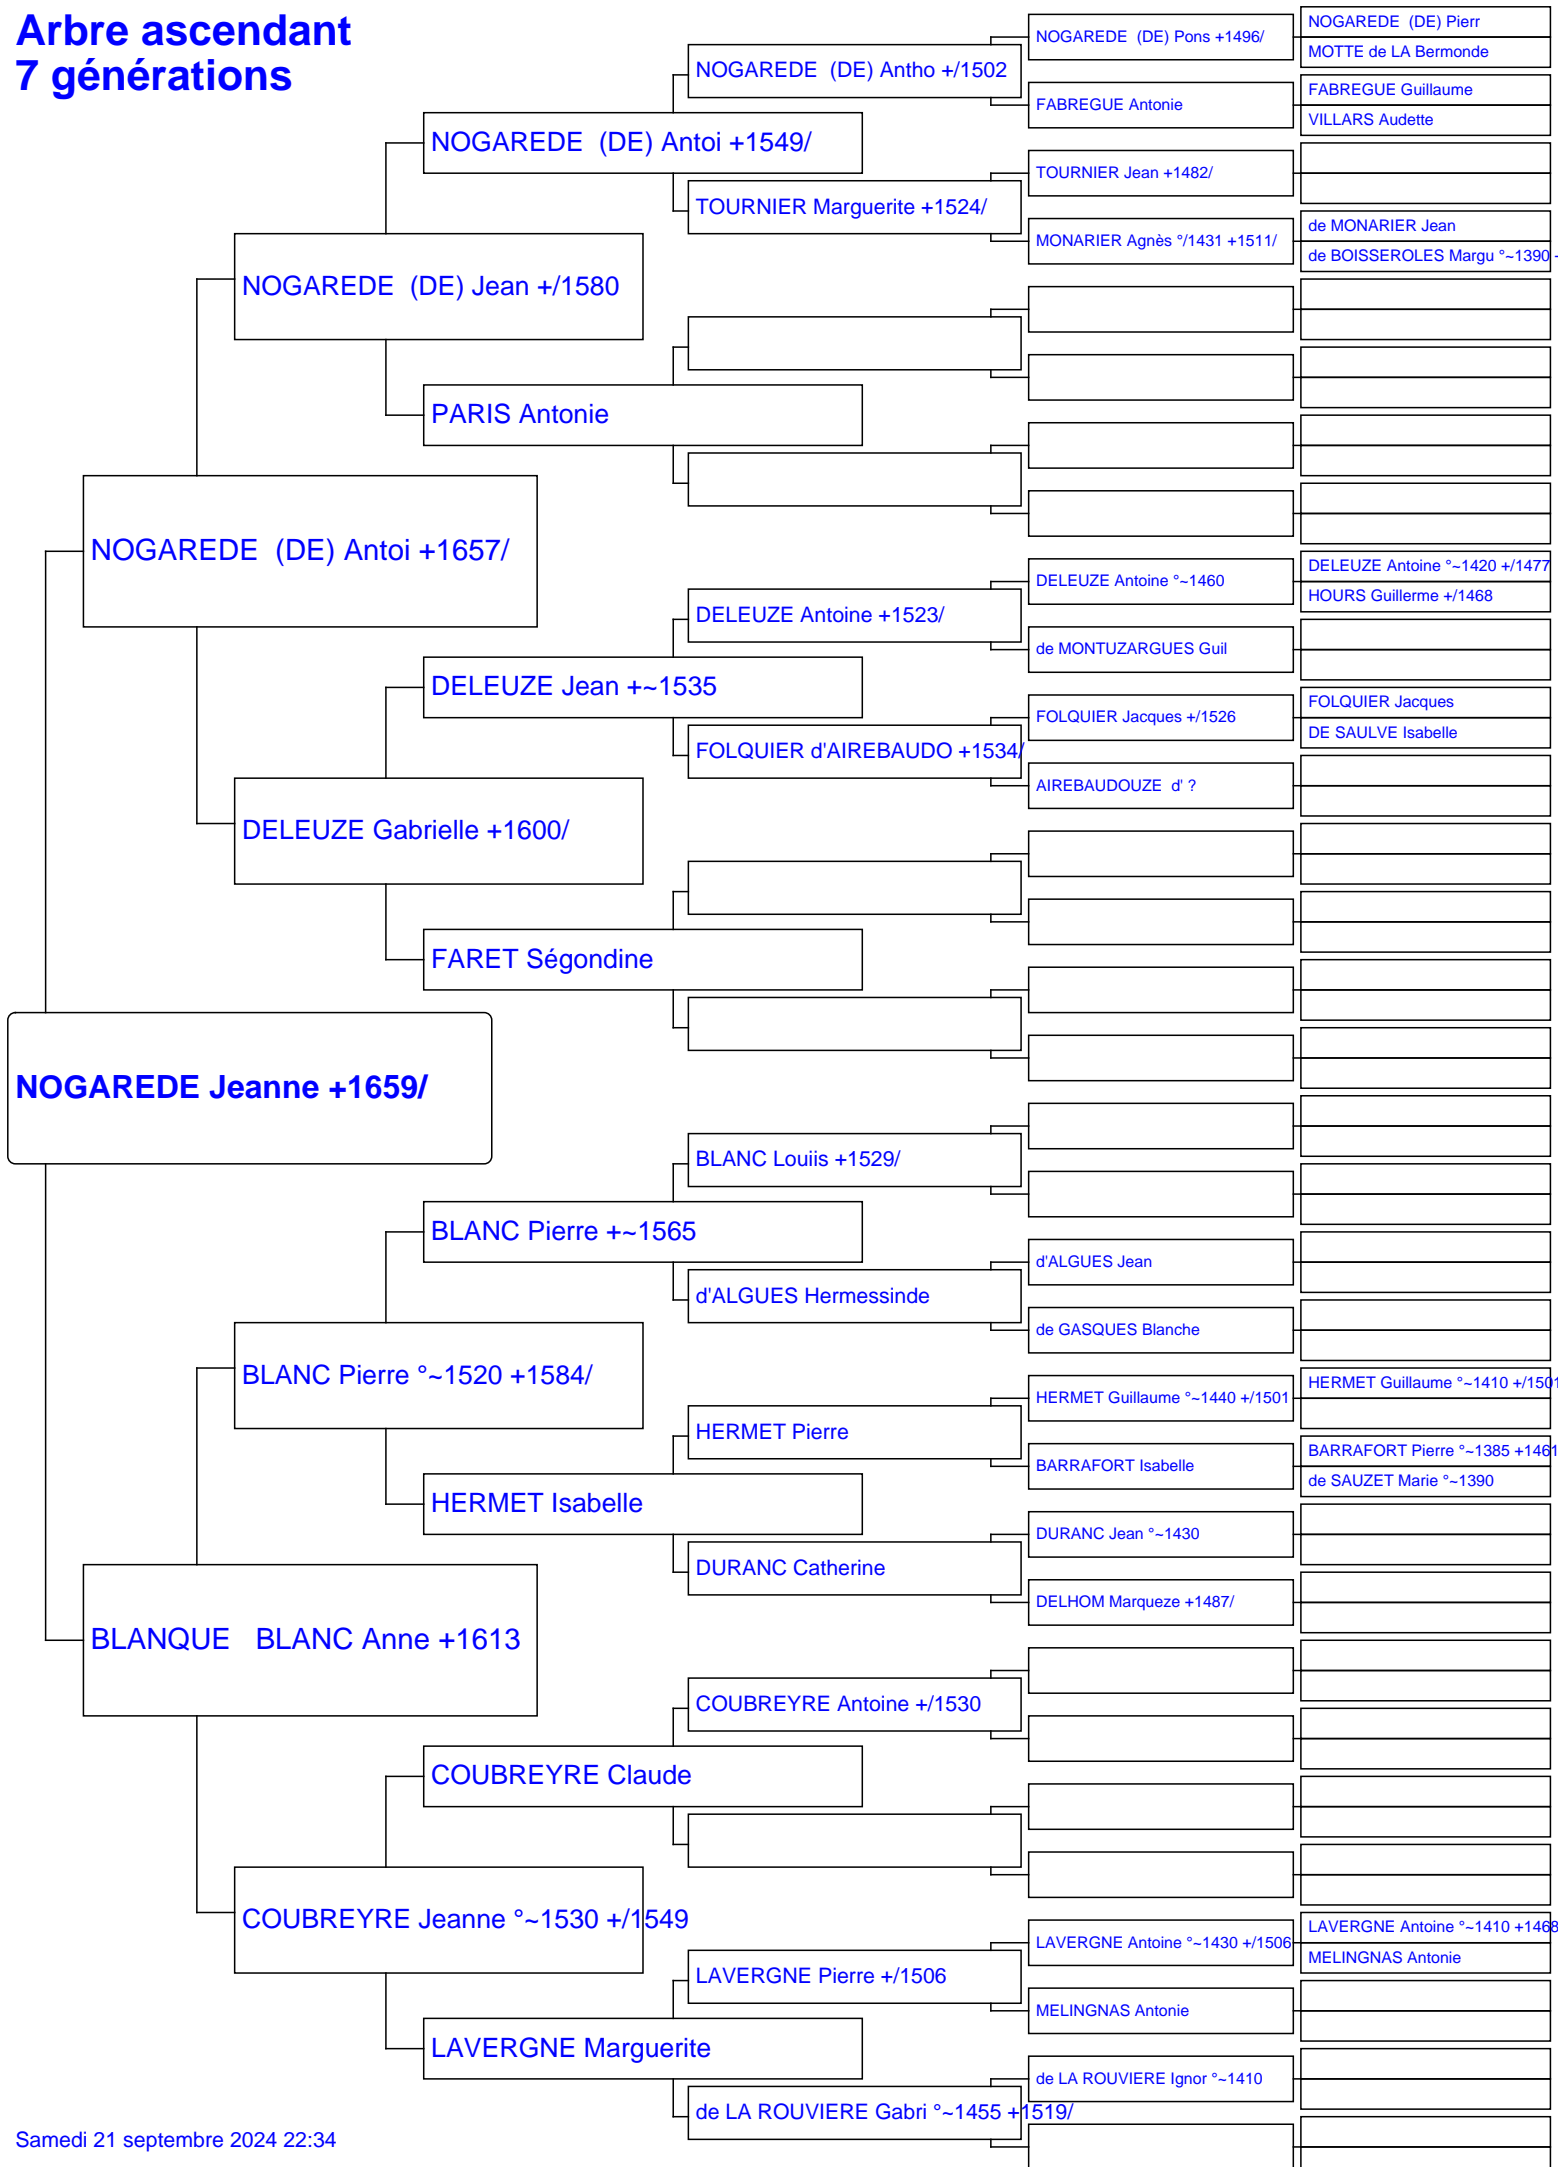 Arbre ascendant
7 générations
NOGAREDE (DE) Pierr
NOGAREDE (DE) Pons +1496/
MOTTE de LA Bermonde
NOGAREDE (DE) Antho +/1502
FABREGUE Guillaume
FABREGUE Antonie
VILLARS Audette
NOGAREDE (DE) Antoi +1549/
TOURNIER Jean +1482/
TOURNIER Marguerite +1524/
de MONARIER Jean
MONARIER Agnès °/1431 +1511/
de BOISSEROLES Margu °~1390
NOGAREDE (DE) Jean +/1580
PARIS Antonie
NOGAREDE (DE) Antoi +1657/
DELEUZE Antoine °~1420 +/1477
DELEUZE Antoine °~1460
HOURS Guillerme +/1468
DELEUZE Antoine +1523/
de MONTUZARGUES Guil
DELEUZE Jean +~1535
FOLQUIER Jacques
FOLQUIER Jacques +/1526
DE SAULVE Isabelle
FOLQUIER d'AIREBAUDO +1534/
AIREBAUDOUZE d' ?
DELEUZE Gabrielle +1600/
FARET Ségondine
NOGAREDE Jeanne +1659/
BLANC Louiis +1529/
BLANC Pierre +~1565
d'ALGUES Jean
d'ALGUES Hermessinde
de GASQUES Blanche
BLANC Pierre °~1520 +1584/
HERMET Guillaume °~1410 +/1501
HERMET Guillaume °~1440 +/1501
HERMET Pierre
BARRAFORT Pierre °~1385 +1461
BARRAFORT Isabelle
de SAUZET Marie °~1390
HERMET Isabelle
DURANC Jean °~1430
DURANC Catherine
DELHOM Marqueze +1487/
BLANQUE BLANC Anne +1613
COUBREYRE Antoine +/1530
COUBREYRE Claude
COUBREYRE Jeanne °~1530 +/1549
LAVERGNE Antoine °~1410 +1468
LAVERGNE Antoine °~1430 +/1506
MELINGNAS Antonie
LAVERGNE Pierre +/1506
MELINGNAS Antonie
LAVERGNE Marguerite
de LA ROUVIERE Ignor °~1410
de LA ROUVIERE Gabri °~1455 +1519/
Samedi 21 septembre 2024 22:34